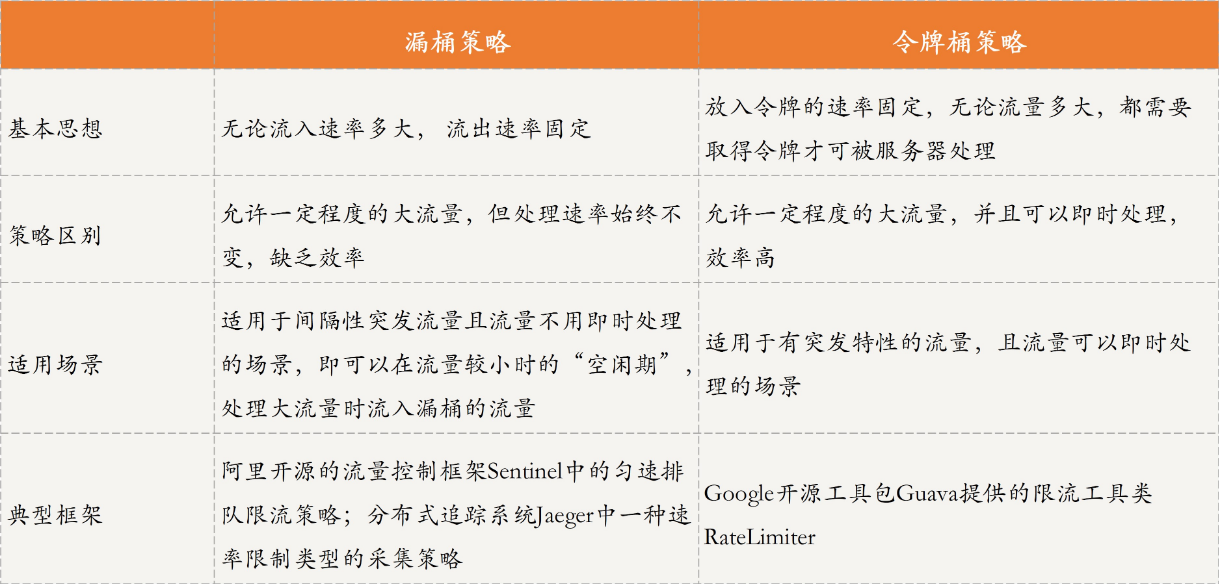 漏桶策略
令牌桶策略
基本思想
无论流入速率多大， 流出速率固定
放入令牌的速率固定，无论流量多大，都需要
取得令牌才可被服务器处理
策略区别
允许一定程度的大流量，但处理速率始终不
变，缺乏效率
允许一定程度的大流量，并且可以即时处理，
效率高
适用场景
适用于间隔性突发流量且流量不用即时处理
的场景，即可以在流量较小时的“空闲期”，
处理大流量时流入漏桶的流量
适用于有突发特性的流量，且流量可以即时处
理的场景
典型框架
阿里开源的流量控制框架Sentinel中的匀速排
队限流策略；分布式追踪系统Jaeger中一种速
率限制类型的采集策略
Google开源工具包Guava提供的限流工具类
RateLimiter